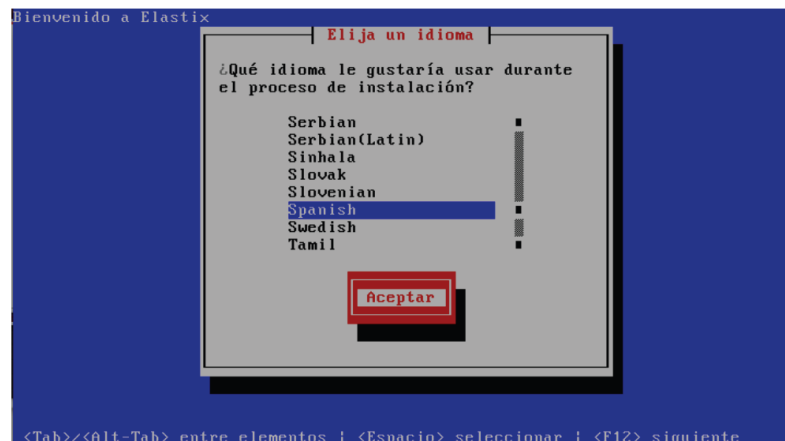 Bienvenido a Elastix
Elija un idioma
¿Qué idioma le gustaría usar durante
el proceso de instalación?
Serbian
Serbian(Latin)
Sinhala
Slovak
Slovenian
Spanish
Swedish
Tamil
Aceptar
<Tab>/<Alt-Tab> entre elementos | <Espacio> seleccionar | <F12> siguiente